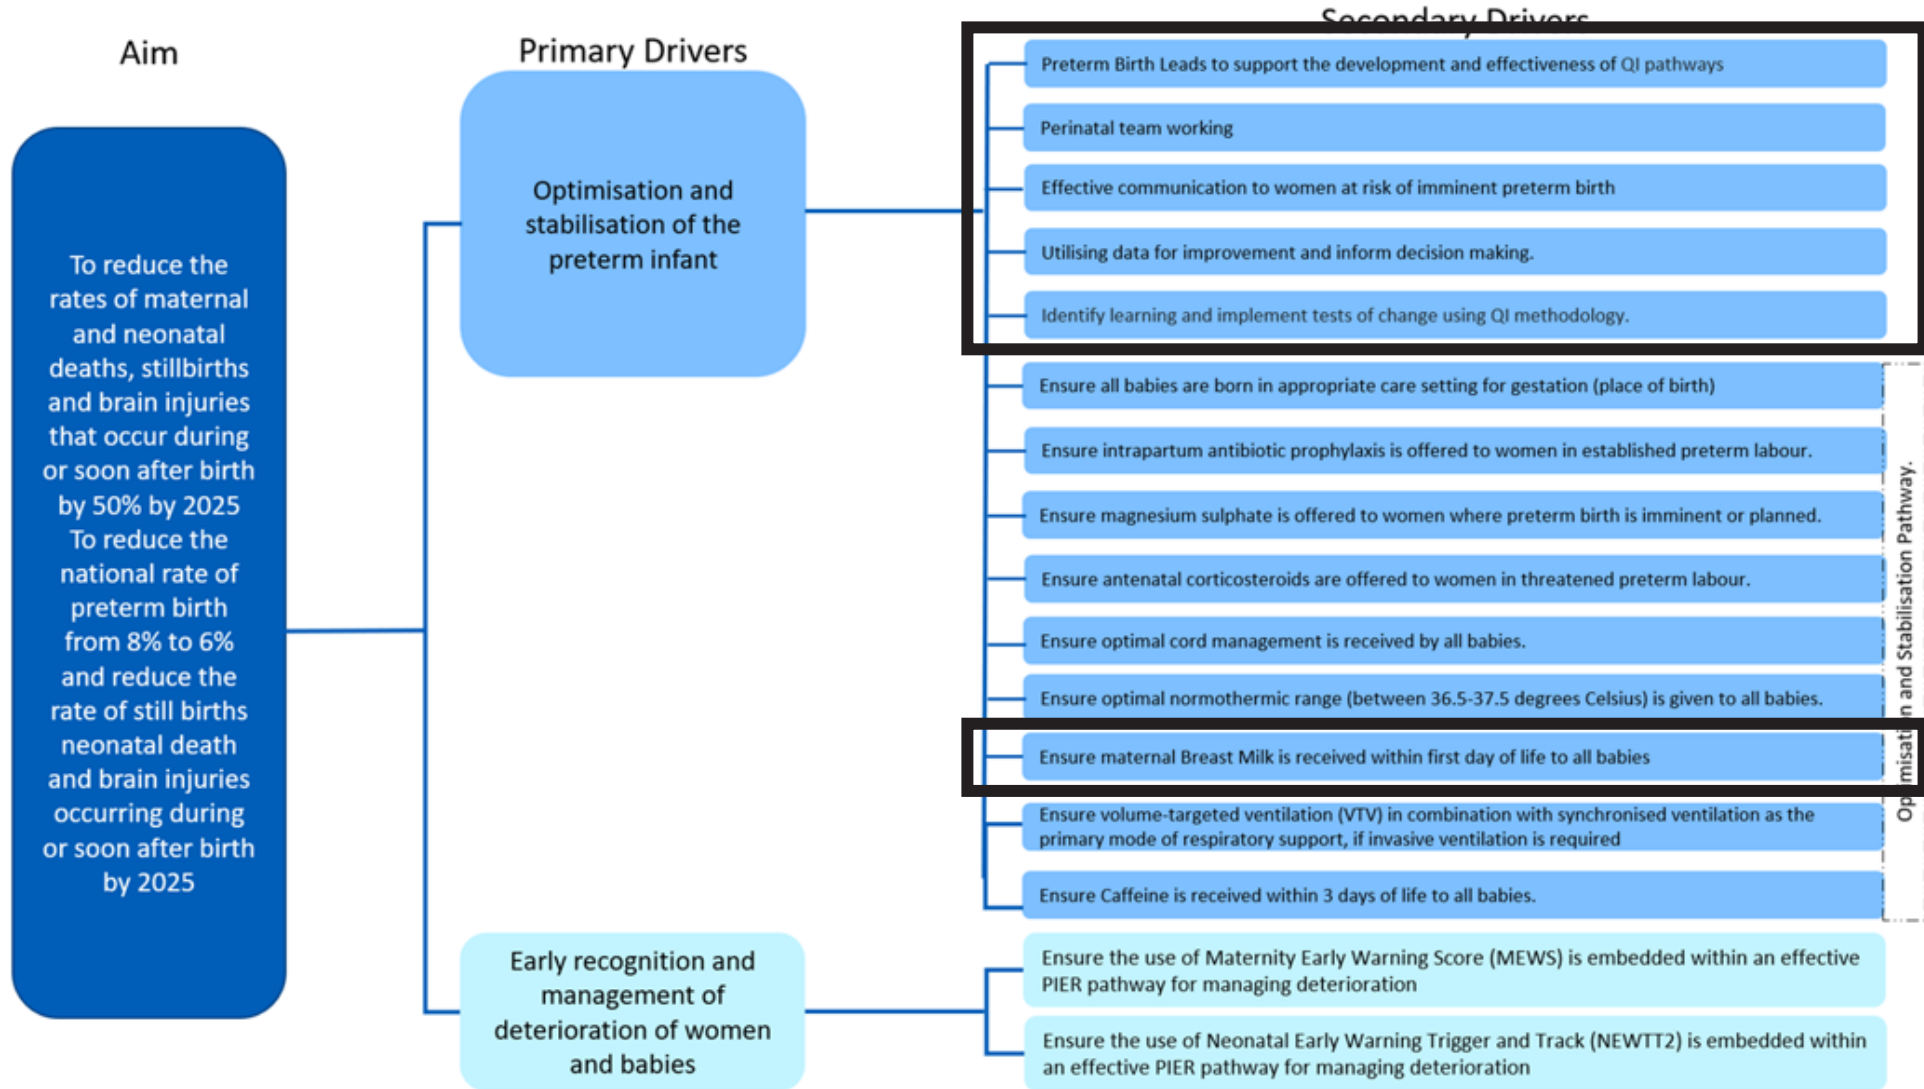 Aim
Primary Drivers
Secondary Drivers
To reduce the
rates of maternal
and neonatal
deaths, stillbirths
and brain injuries
that occur during
or soon after birth
by 50% by 2025
To reduce the
national rate of
preterm birth
from 8% to 6%
and reduce the
rate of still births
neonatal death
and brain injuries
occurring during
or soon after birth
by 2025
Optimisation and
stabilisation of the
preterm infant
Preterm Birth Leads to support the development and effectiveness of QI pathways
Perinatal team working
Effective communication to women at risk of imminent preterm birth
Utilising data for improvement and inform decision making.
Identify learning and implement tests of change using QI methodology.
Ensure all babies are born in appropriate care setting for gestation (place of birth)
Ensure intrapartum antibiotic prophylaxis is offered to women in established preterm labour.
Ensure magnesium sulphate is offered to women where preterm birth is imminent or planned.
Ensure antenatal corticosteroids are offered to women in threatened preterm labour.
Ensure optimal cord management is received by all babies.
Ensure optimal normothermic range (between 36.5-37.5 degrees Celsius) is given to all babies.
Ensure maternal Breast Milk is received within first day of life to all babies
Ensure volume-targeted ventilation (VTV) in combination with synchronised ventilation as the
primary mode of respiratory support, if invasive ventilation is required
Ensure Caffeine is received within 3 days of life to all babies.
Optimisation and Stabilisation Pathway.
Early recognition and
management of
deterioration of women
and babies
Ensure the use of Maternity Early Warning Score (MEWS) is embedded within an effective
PIER pathway for managing deterioration
Ensure the use of Neonatal Early Warning Trigger and Track (NEWTT2) is embedded within
an effective PIER pathway for managing deterioration